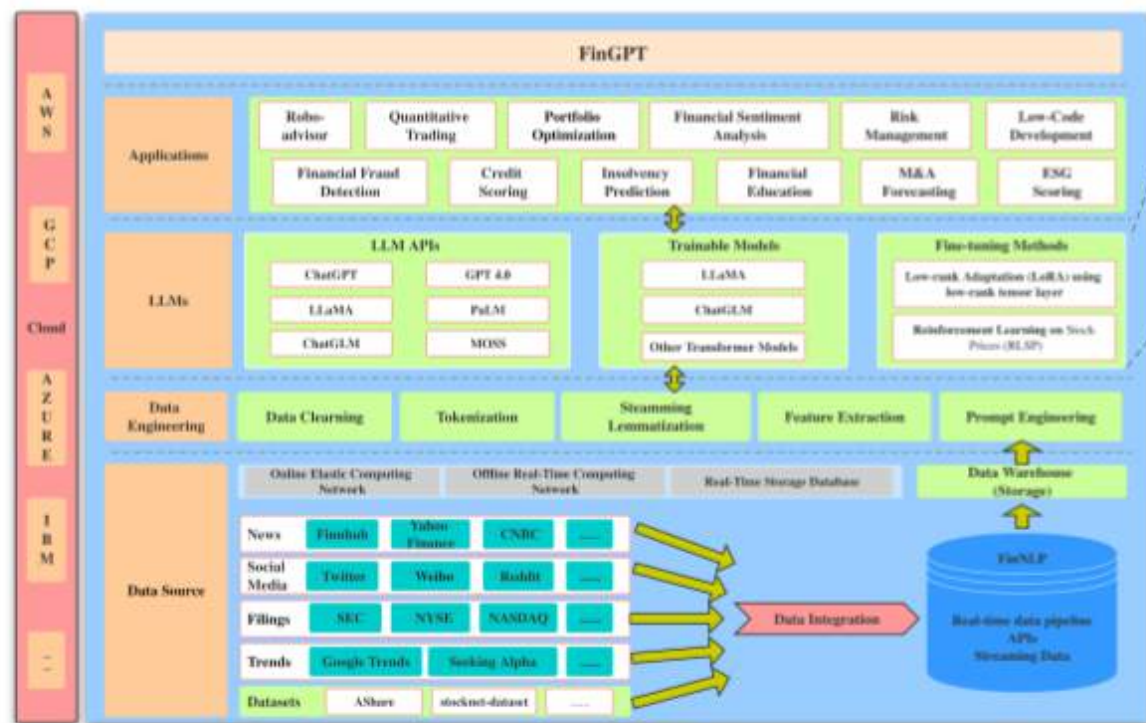 FinGPT
AWS
GCP
Cloud
AZURE
IBM
...
Applications
Robo-
advisor
Quantitative
Trading
Portfolio
Optimization
Financial Sentiment
Analysis
Risk
Management
Low-Code
Development
Financial Fraud
Detection
Credit
Scoring
Insolvency
Prediction
Financial
Education
M&A
Forecasting
ESG
Scoring
LLMs
LLM APIs
ChatGPT
GPT 4.0
LLaMA
PaLM
ChatGLM
MOSS
Trainable Models
LLaMA
ChatGLM
Other Transformer Models
Fine-tuning Methods
Low-rank Adaptation (LoRA) using
low-rank tensor layer
Reinforcement Learning on Stock
Prices (RLSP)
Data
Engineering
Data Clearning
Tokenization
Steamming
Lemmatization
Feature Extraction
Prompt Engineering
Data Source
Online Elastic Computing
Network
Offline Real-Time Computing
Network
Real-Time Storage Database
Data Warehouse
(Storage)
News
Finnhub
Yahoo
Finance
CNBC
......
Social
Media
Twitter
Weibo
Reddit
......
Filings
SEC
NYSE
NASDAQ
......
Trends
Google Trends
Seeking Alpha
......
Datasets
AShare
stocknet-dataset
......
Data Integration
FinNLP
Real-time data pipeline
APIs
Streaming Data